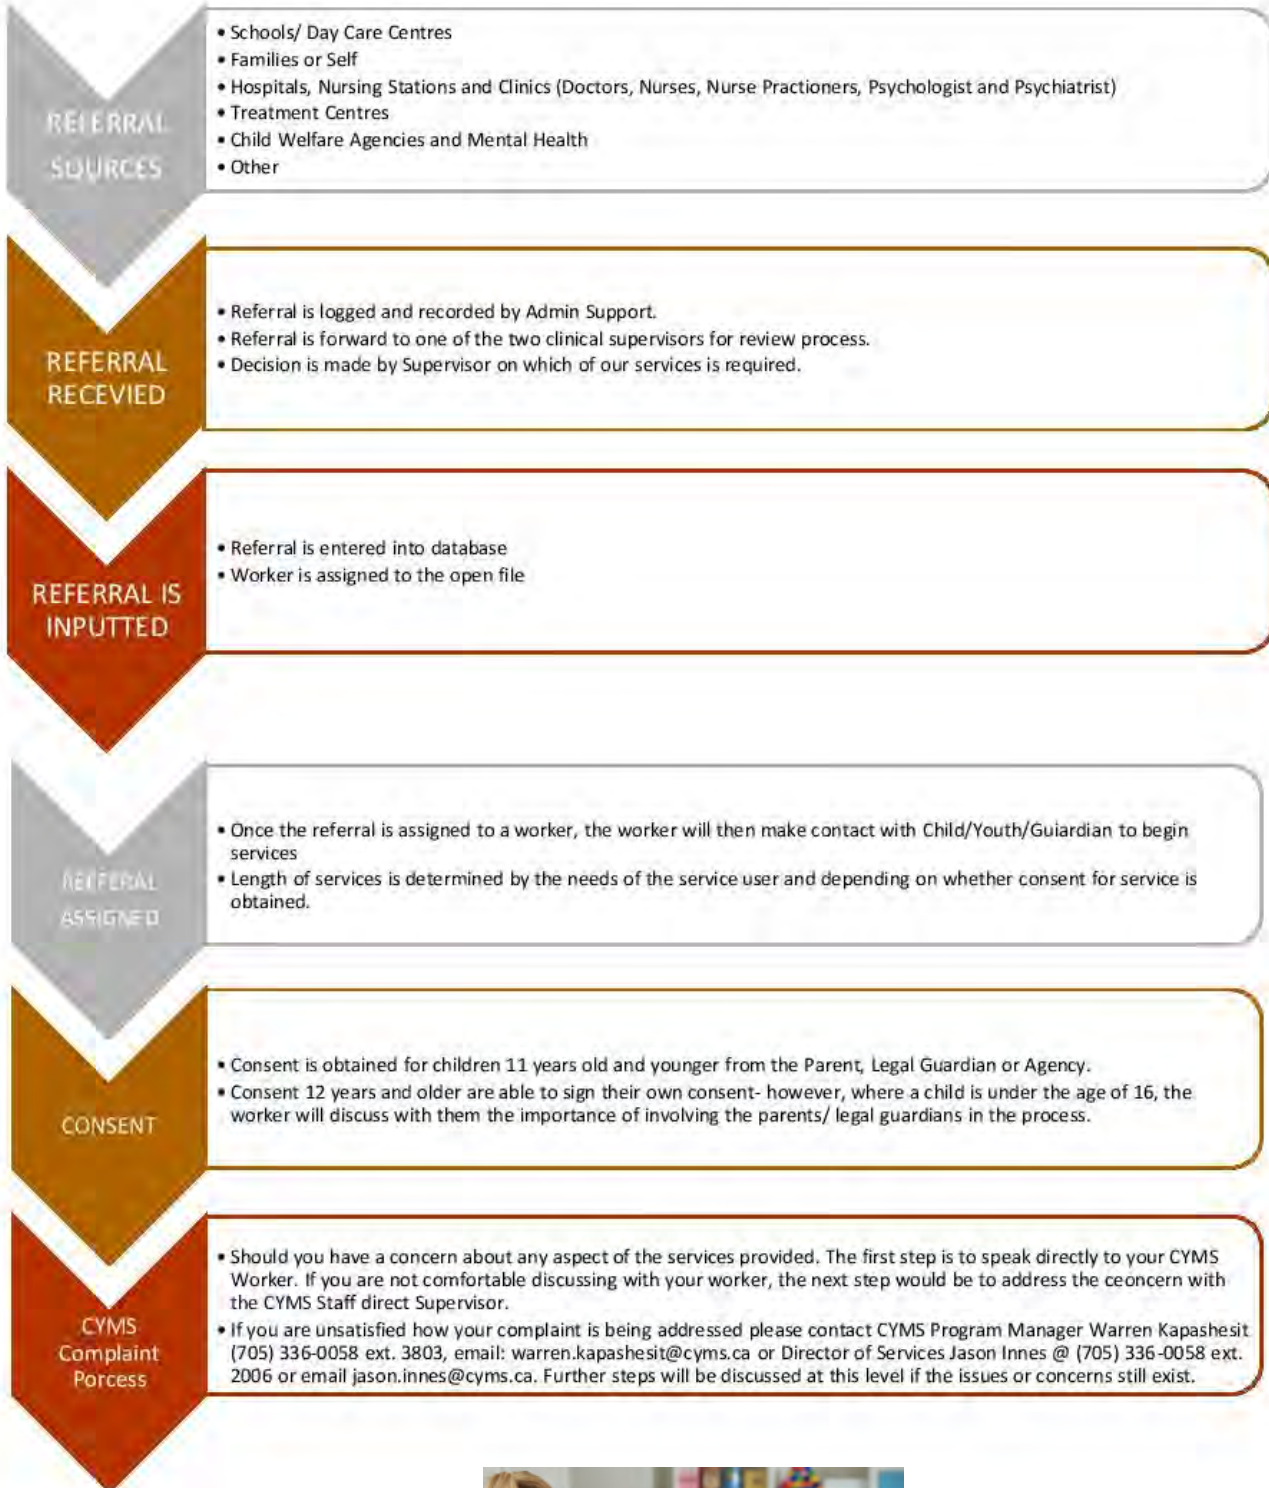 REFERRAL
SOURCES
• Schools/ Day Care Centres
• Families or Self
• Hospitals, Nursing Stations and Clinics (Doctors, Nurses, Nurse Practioners, Psychologist and Psychiatrist)
• Treatment Centres
• Child Welfare Agencies and Mental Health
• Other
REFERRAL
RECEVIED
• Referral is logged and recorded by Admin Support.
• Referral is forward to one of the two clinical supervisors for review process.
• Decision is made by Supervisor on which of our services is required.
REFERRAL IS
INPUTTED
• Referral is entered into database
• Worker is assigned to the open file
REFFERAL
ASSIGNED
• Once the referral is assigned to a worker, the worker will then make contact with Child/Youth/Guiardian to begin
services
• Length of services is determined by the needs of the service user and depending on whether consent for service is
obtained.
CONSENT
• Consent is obtained for children 11 years old and younger from the Parent, Legal Guardian or Agency.
• Consent 12 years and older are able to sign their own consent- however, where a child is under the age of 16, the
worker will discuss with them the importance of involving the parents/ legal guardians in the process.
CYMS
Complaint
Porcess
• Should you have a concern about any aspect of the services provided. The first step is to speak directly to your CYMS
Worker. If you are not comfortable discussing with your worker, the next step would be to address the ceoncern with
the CYMS Staff direct Supervisor.
• If you are unsatisfied how your complaint is being addressed please contact CYMS Program Manager Warren Kapashesit
(705) 336-0058 ext. 3803, email: warren.kapashesit@cyms.ca or Director of Services Jason Innes @ (705) 336-0058 ext.
2006 or email jason.innes@cyms.ca. Further steps will be discussed at this level if the issues or concerns still exist.